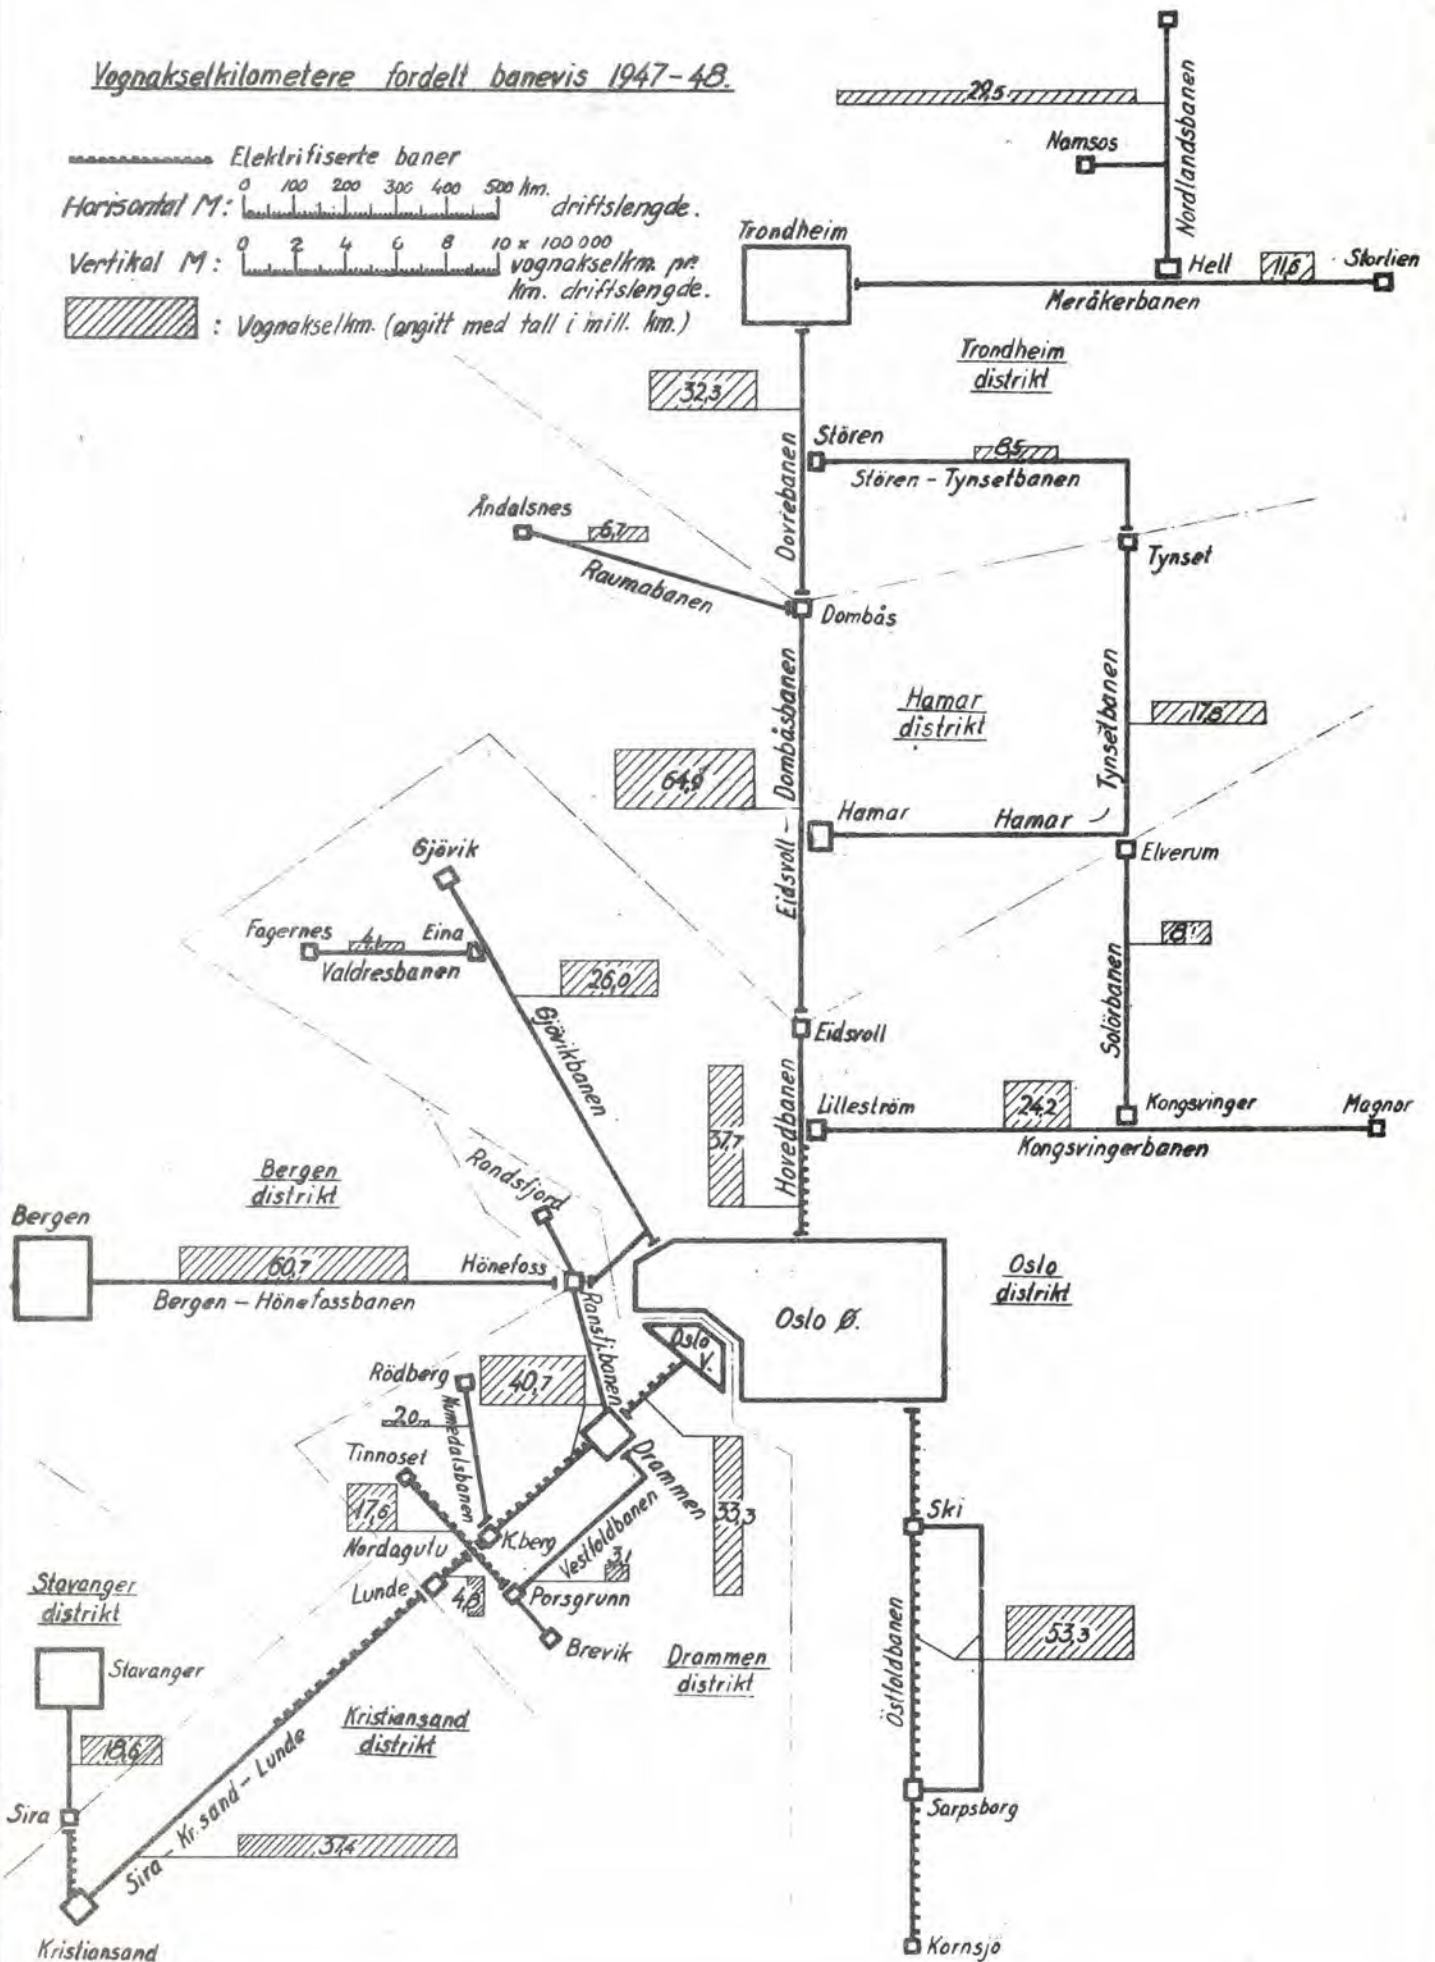 Vognakselkilometere fordelt banevis 1947-48.
Elektrifiserte baner
Horisontal M: 0 100 200 300 400 500 km. driftslengde.
Vertikal M: 0 2 4 6 8 10 x 100 000
vognakselkm. pr.
km. driftslengde.
: Vognakselkm. (angitt med tall i mill. km.)
29,5
Namsos
Nordlandsbanen
Trondheim
Hell
11,6
Storlien
Meråkerbanen
Trondheim
distrikt
32,3
Dovrebanen
Stören
8,5
Stören - Tynsetbanen
Åndalsnes
6,7
Raumabanen
Tynset
Dombås
Hamar
distrikt
Eidsvoll - Dombåsbanen
Tynsetbanen
17,8
64,9
Hamar
Hamar -
Elverum
Gjövik
Fagernes
4,1
Eina
Valdresbanen
26,0
Gjövikbanen
8,1
Solörbanen
Eidsvoll
Hovedbanen
37,7
Lilleström
24,2
Kongsvinger
Magnor
Kongsvingerbanen
Bergen
distrikt
Randsfjord
Bergen
60,7
Hönefoss
Bergen - Hönefossbanen
Oslo
distrikt
Oslo Ø.
Oslo
V.
Ransfj.banen
Rödberg
40,7
2,0
Numedalsbanen
Tinnoset
Drammen
17,6
33,3
Nordagutu
K.berg
Vestfoldbanen
3,1
Ski
Stavanger
distrikt
Lunde
4,8
Porsgrunn
Brevik
Drammen
distrikt
Östfoldbanen
53,3
Stavanger
Kristiansand
distrikt
18,6
Sira
Sira - Kr.sand - Lunde
37,4
Sarpsborg
Kristiansand
Kornsjö